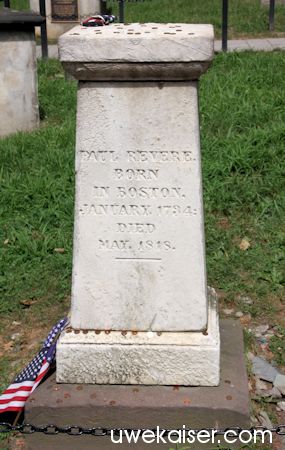 PAUL REVERE.
BORN
IN BOSTON.
JANUARY, 1734:
DIED
MAY, 1818.
uwekaiser.com